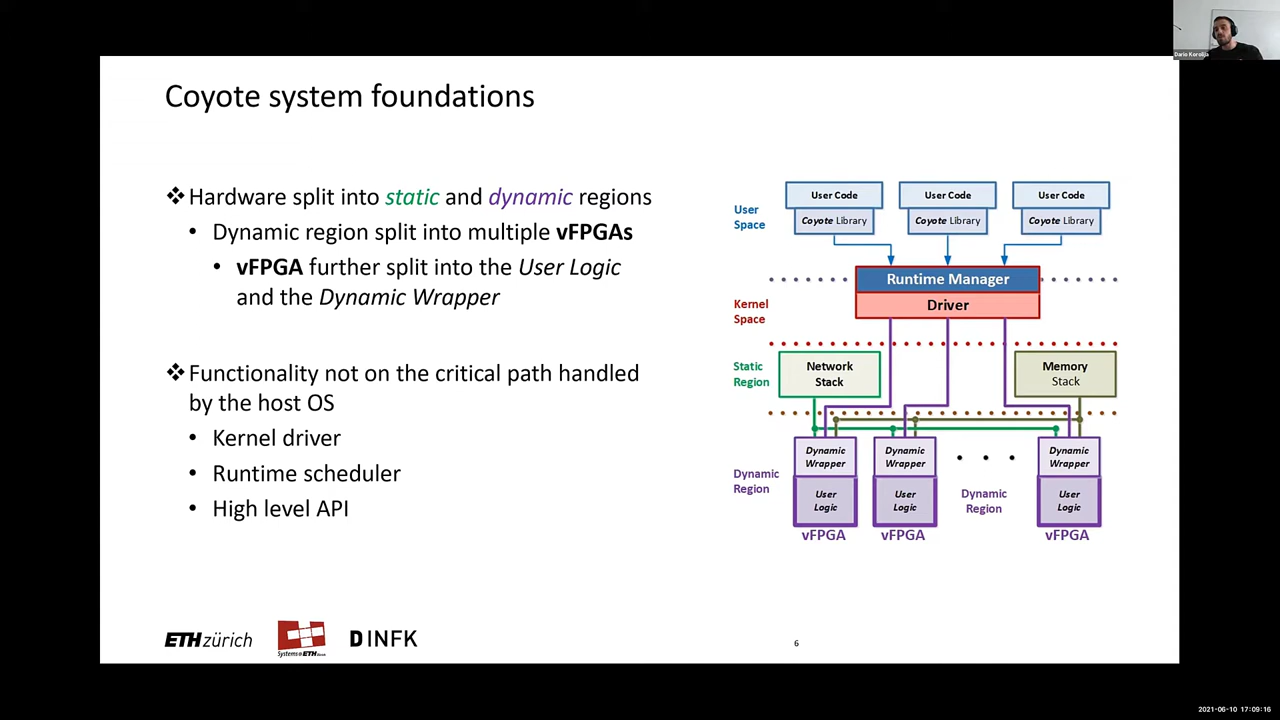 Dario Korolija
Coyote system foundations
❖Hardware split into static and dynamic regions
• Dynamic region split into multiple vFPGAs
• vFPGA further split into the User Logic
and the Dynamic Wrapper
❖Functionality not on the critical path handled
by the host OS
• Kernel driver
• Runtime scheduler
• High level API
User
Space
User Code
Coyote Library
User Code
Coyote Library
User Code
Coyote Library
Runtime Manager
Driver
Kernel
Space
Static
Region
Network
Stack
Memory
Stack
Dynamic
Region
Dynamic
Wrapper
User
Logic
vFPGA
Dynamic
Wrapper
User
Logic
vFPGA
• • •
Dynamic
Region
Dynamic
Wrapper
User
Logic
vFPGA
ETH zürich
Systems@ETH Zürich
D INFK
6
2021-06-10 17:09:16